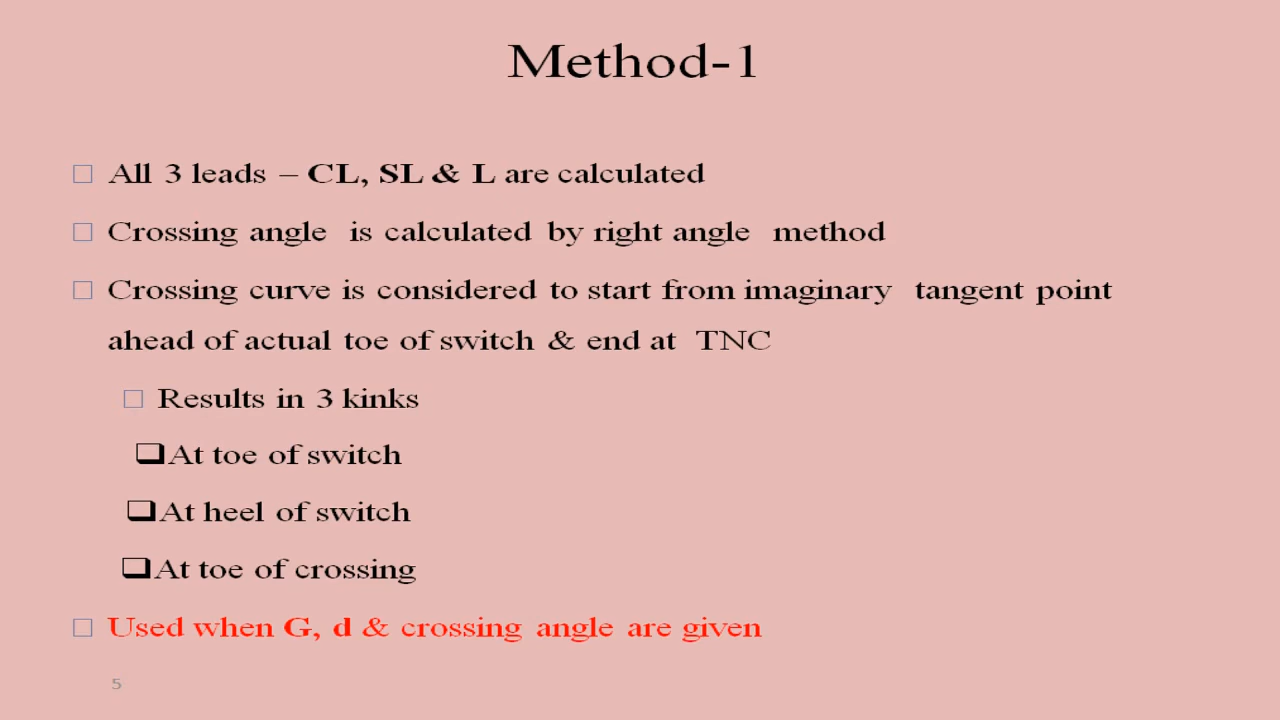 Method-1
All 3 leads – CL, SL & L are calculated
Crossing angle is calculated by right angle method
Crossing curve is considered to start from imaginary tangent point
ahead of actual toe of switch & end at TNC
Results in 3 kinks
At toe of switch
At heel of switch
At toe of crossing
Used when G, d & crossing angle are given
5